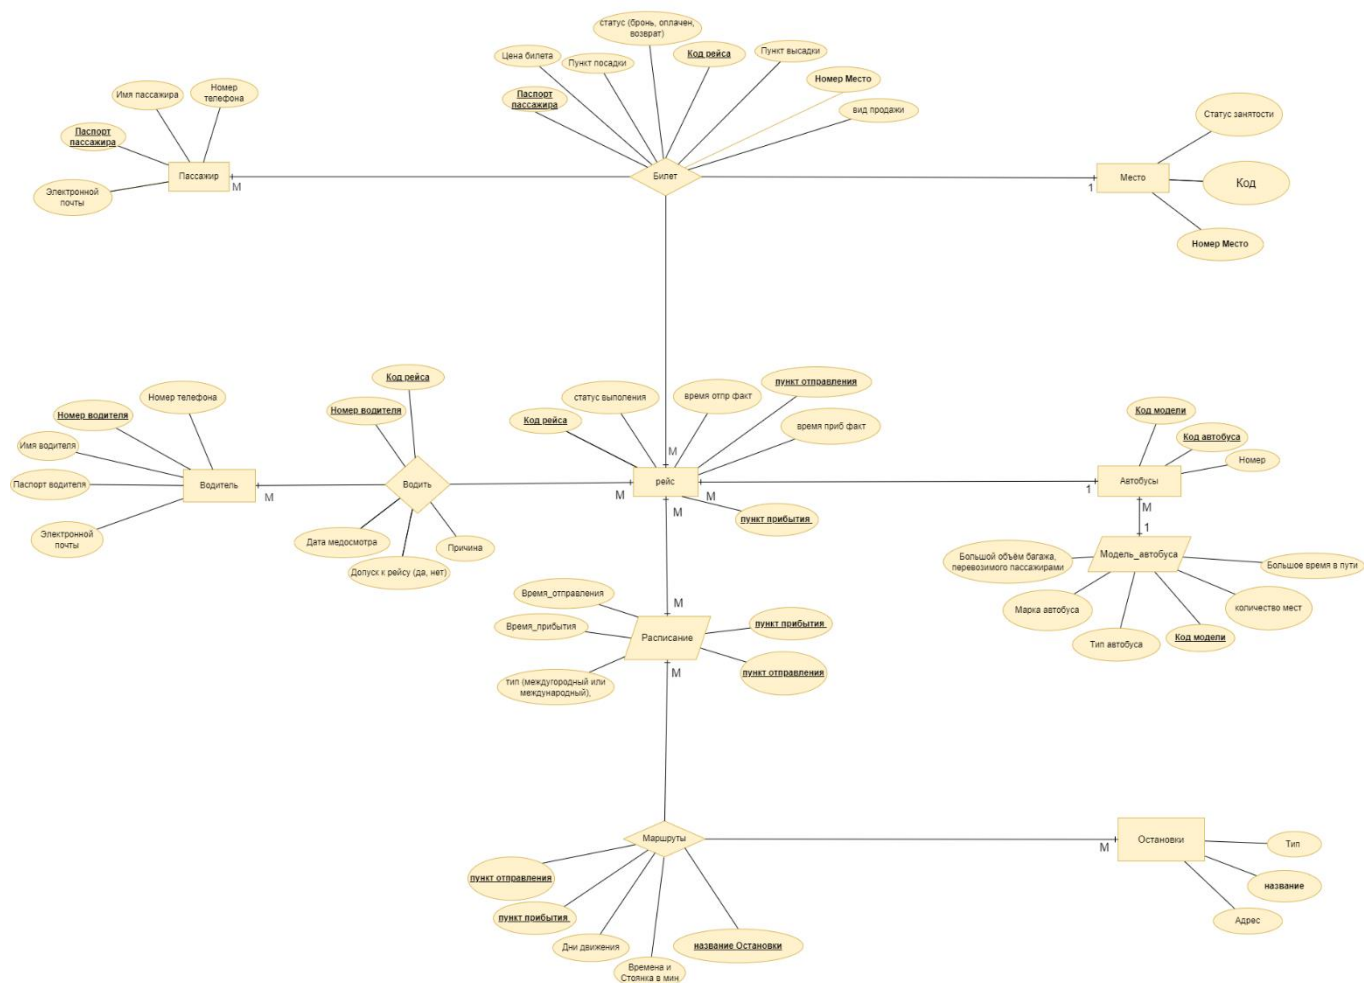 статус (бронь, оплачен,
возврат)
Цена билета
Пункт посадки
Код рейса
Пункт высадки
Номер Место
вид продажи
Паспорт
пассажира
Имя пассажира
Номер
телефона
Паспорт
пассажира
Пассажир
Электронной
почты
М
Билет
1
Место
Статус занятости
Код
Номер Место
Код рейса
Номер водителя
Номер телефона
Номер водителя
Имя водителя
Паспорт водителя
Электронной
почты
Водитель
М
Водить
Дата медосмотра
Допуск к рейсу (да, нет)
Причина
Код рейса
статус выполения
время отпр факт
пункт отправления
время приб факт
М
рейс
М
М
М
пункт прибытия
1
Автобусы
Код модели
Код автобуса
Номер
М
1
Модель_автобуса
Большой объём багажа,
перевозимого пассажирами
Марка автобуса
Тип автобуса
Код модели
количество мест
Большое время в пути
Время_отправления
Время_прибытия
тип (междугородный или
международный),
М
Расписание
М
пункт прибытия
пункт отправления
Маршруты
М
Остановки
Тип
название
Адрес
пункт отправления
пункт прибытия
Дни движения
Времена и
Стоянка в мин
название Остановки